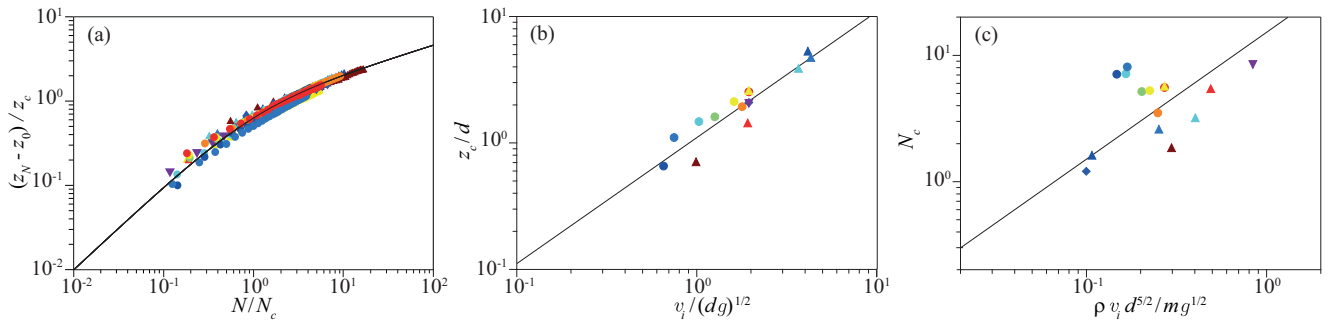 (a)
(z_N - z_0) / z_c
10^1
10^0
10^-1
10^-2
10^-2 10^-1 10^0 10^1 10^2
N/N_c
(b)
z_c/d
10^1
10^0
10^-1
10^-1 10^0 10^1
v_i/(dg)^1/2
(c)
N_c
10^1
10^0
10^-1 10^0
ρ v_i d^5/2/mg^1/2